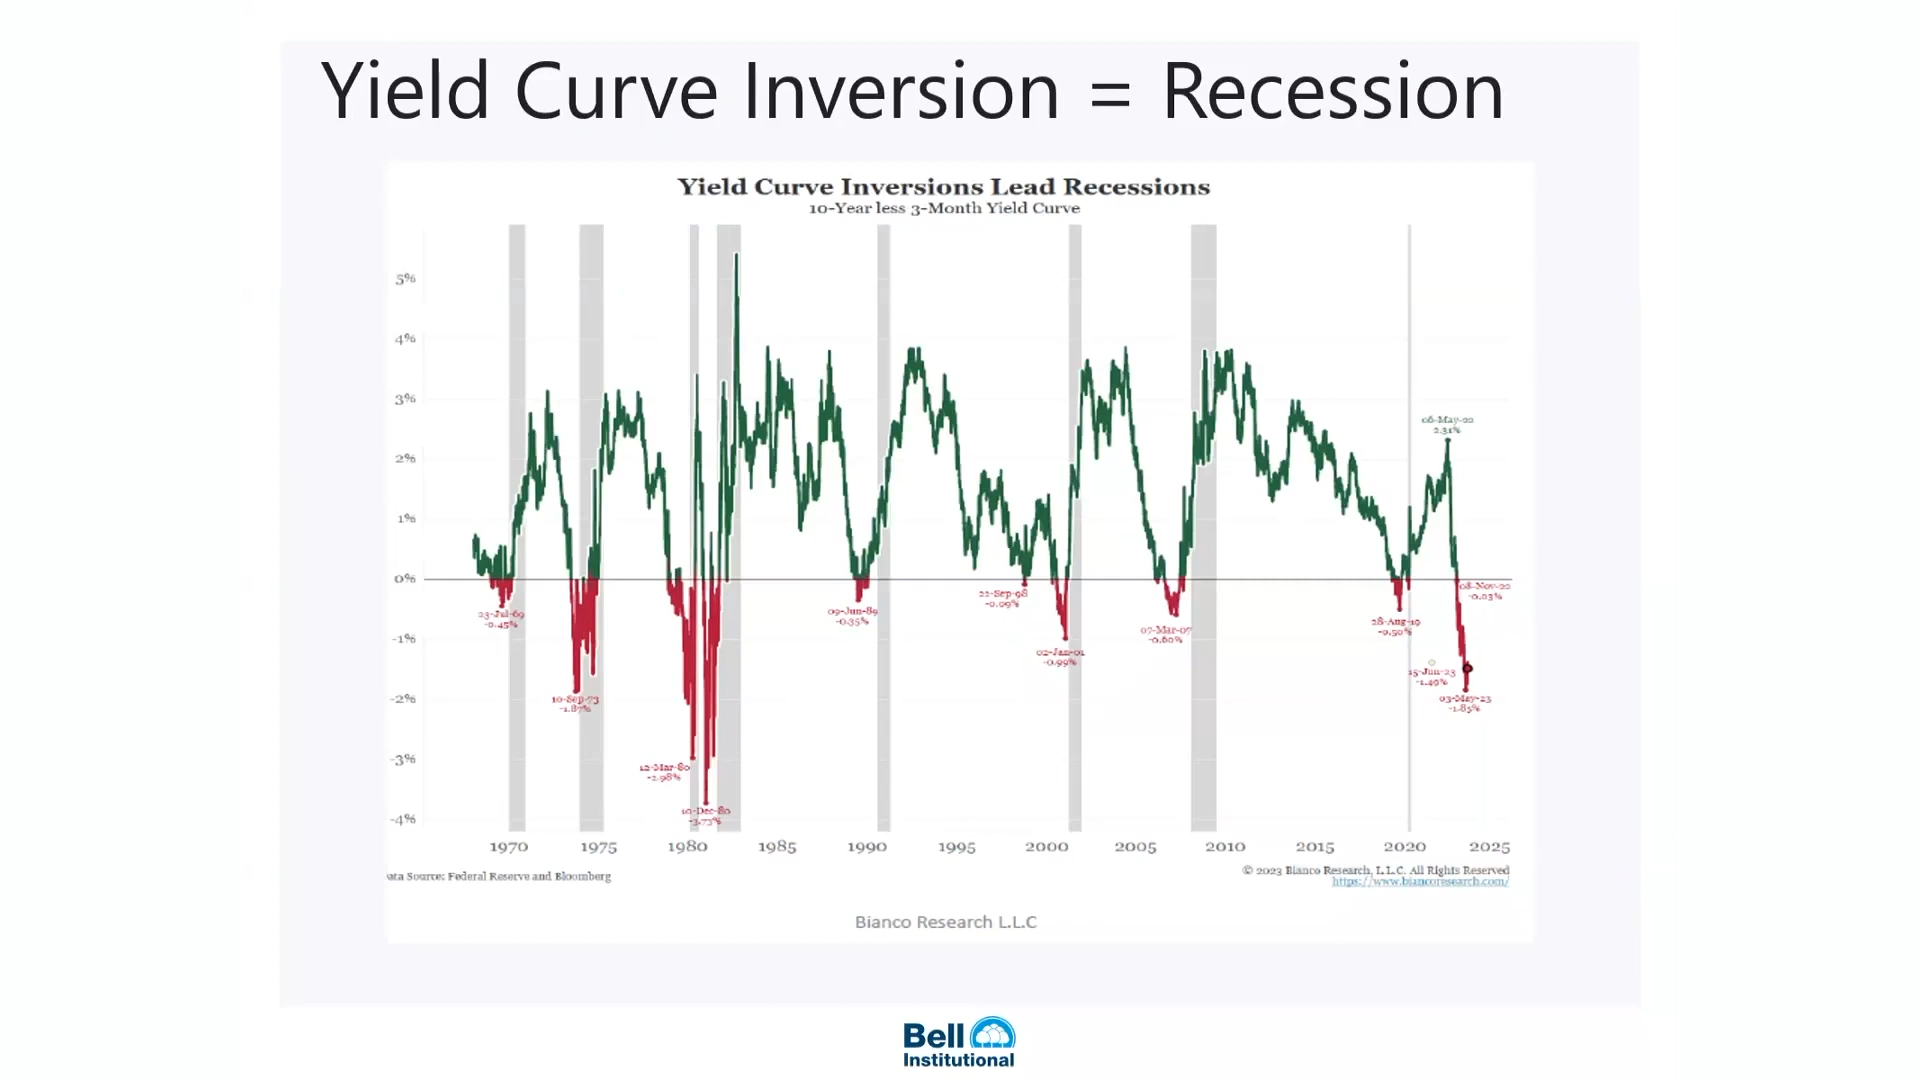 Yield Curve Inversion = Recession
Yield Curve Inversions Lead Recessions
10-Year less 3-Month Yield Curve
5%
4%
3%
2%
1%
0%
-1%
-2%
-3%
-4%
23-Jul-69
-0.45%
10-Sep-73
-1.87%
12-Mar-80
-2.98%
10-Dec-80
-3.73%
09-Jun-89
-0.35%
22-Sep-98
-0.09%
02-Jan-01
-0.99%
07-Mar-07
-0.60%
28-Aug-19
-0.50%
06-May-22
2.31%
08-Nov-22
-0.03%
15-Jun-23
-1.49%
03-May-23
-1.85%
1970 1975 1980 1985 1990 1995 2000 2005 2010 2015 2020 2025
ata Source: Federal Reserve and Bloomberg
© 2023 Bianco Research, L.L.C. All Rights Reserved
https://www.biancoresearch.com/
Bianco Research L.L.C
Bell
Institutional